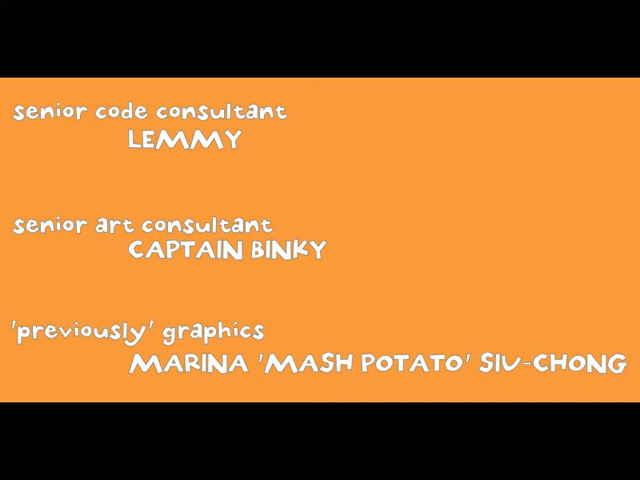 senior code consultant
LEMMY
senior art consultant
CAPTAIN BINKY
'previously' graphics
MARINA 'MASH POTATO' SIU-CHONG